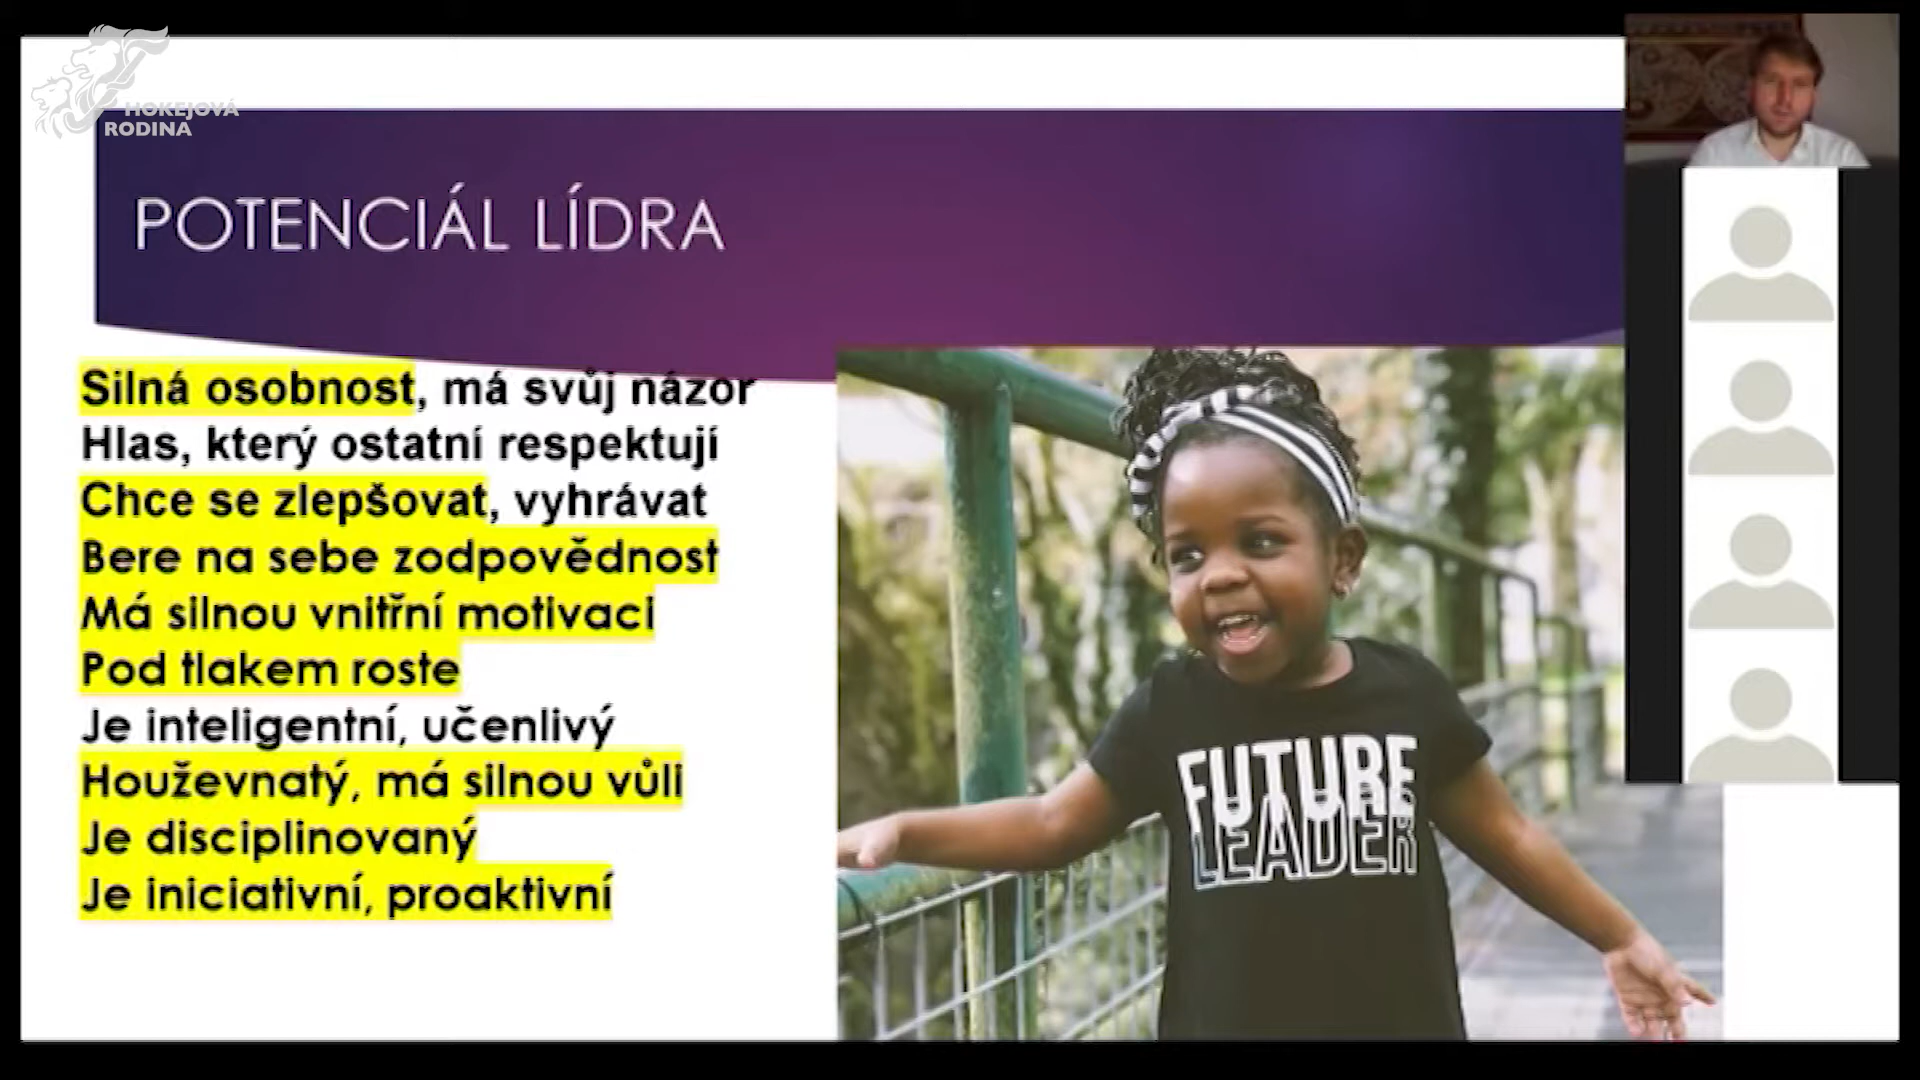 HOKEJOVÁ
RODINA
POTENCIÁL LÍDRA
Silná osobnost, má svůj názor
Hlas, který ostatní respektují
Chce se zlepšovat, vyhrávat
Bere na sebe zodpovědnost
Má silnou vnitřní motivaci
Pod tlakem roste
Je inteligentní, učenlivý
Houževnatý, má silnou vůli
Je disciplinovaný
Je iniciativní, proaktivní
FUTURE
LEADER